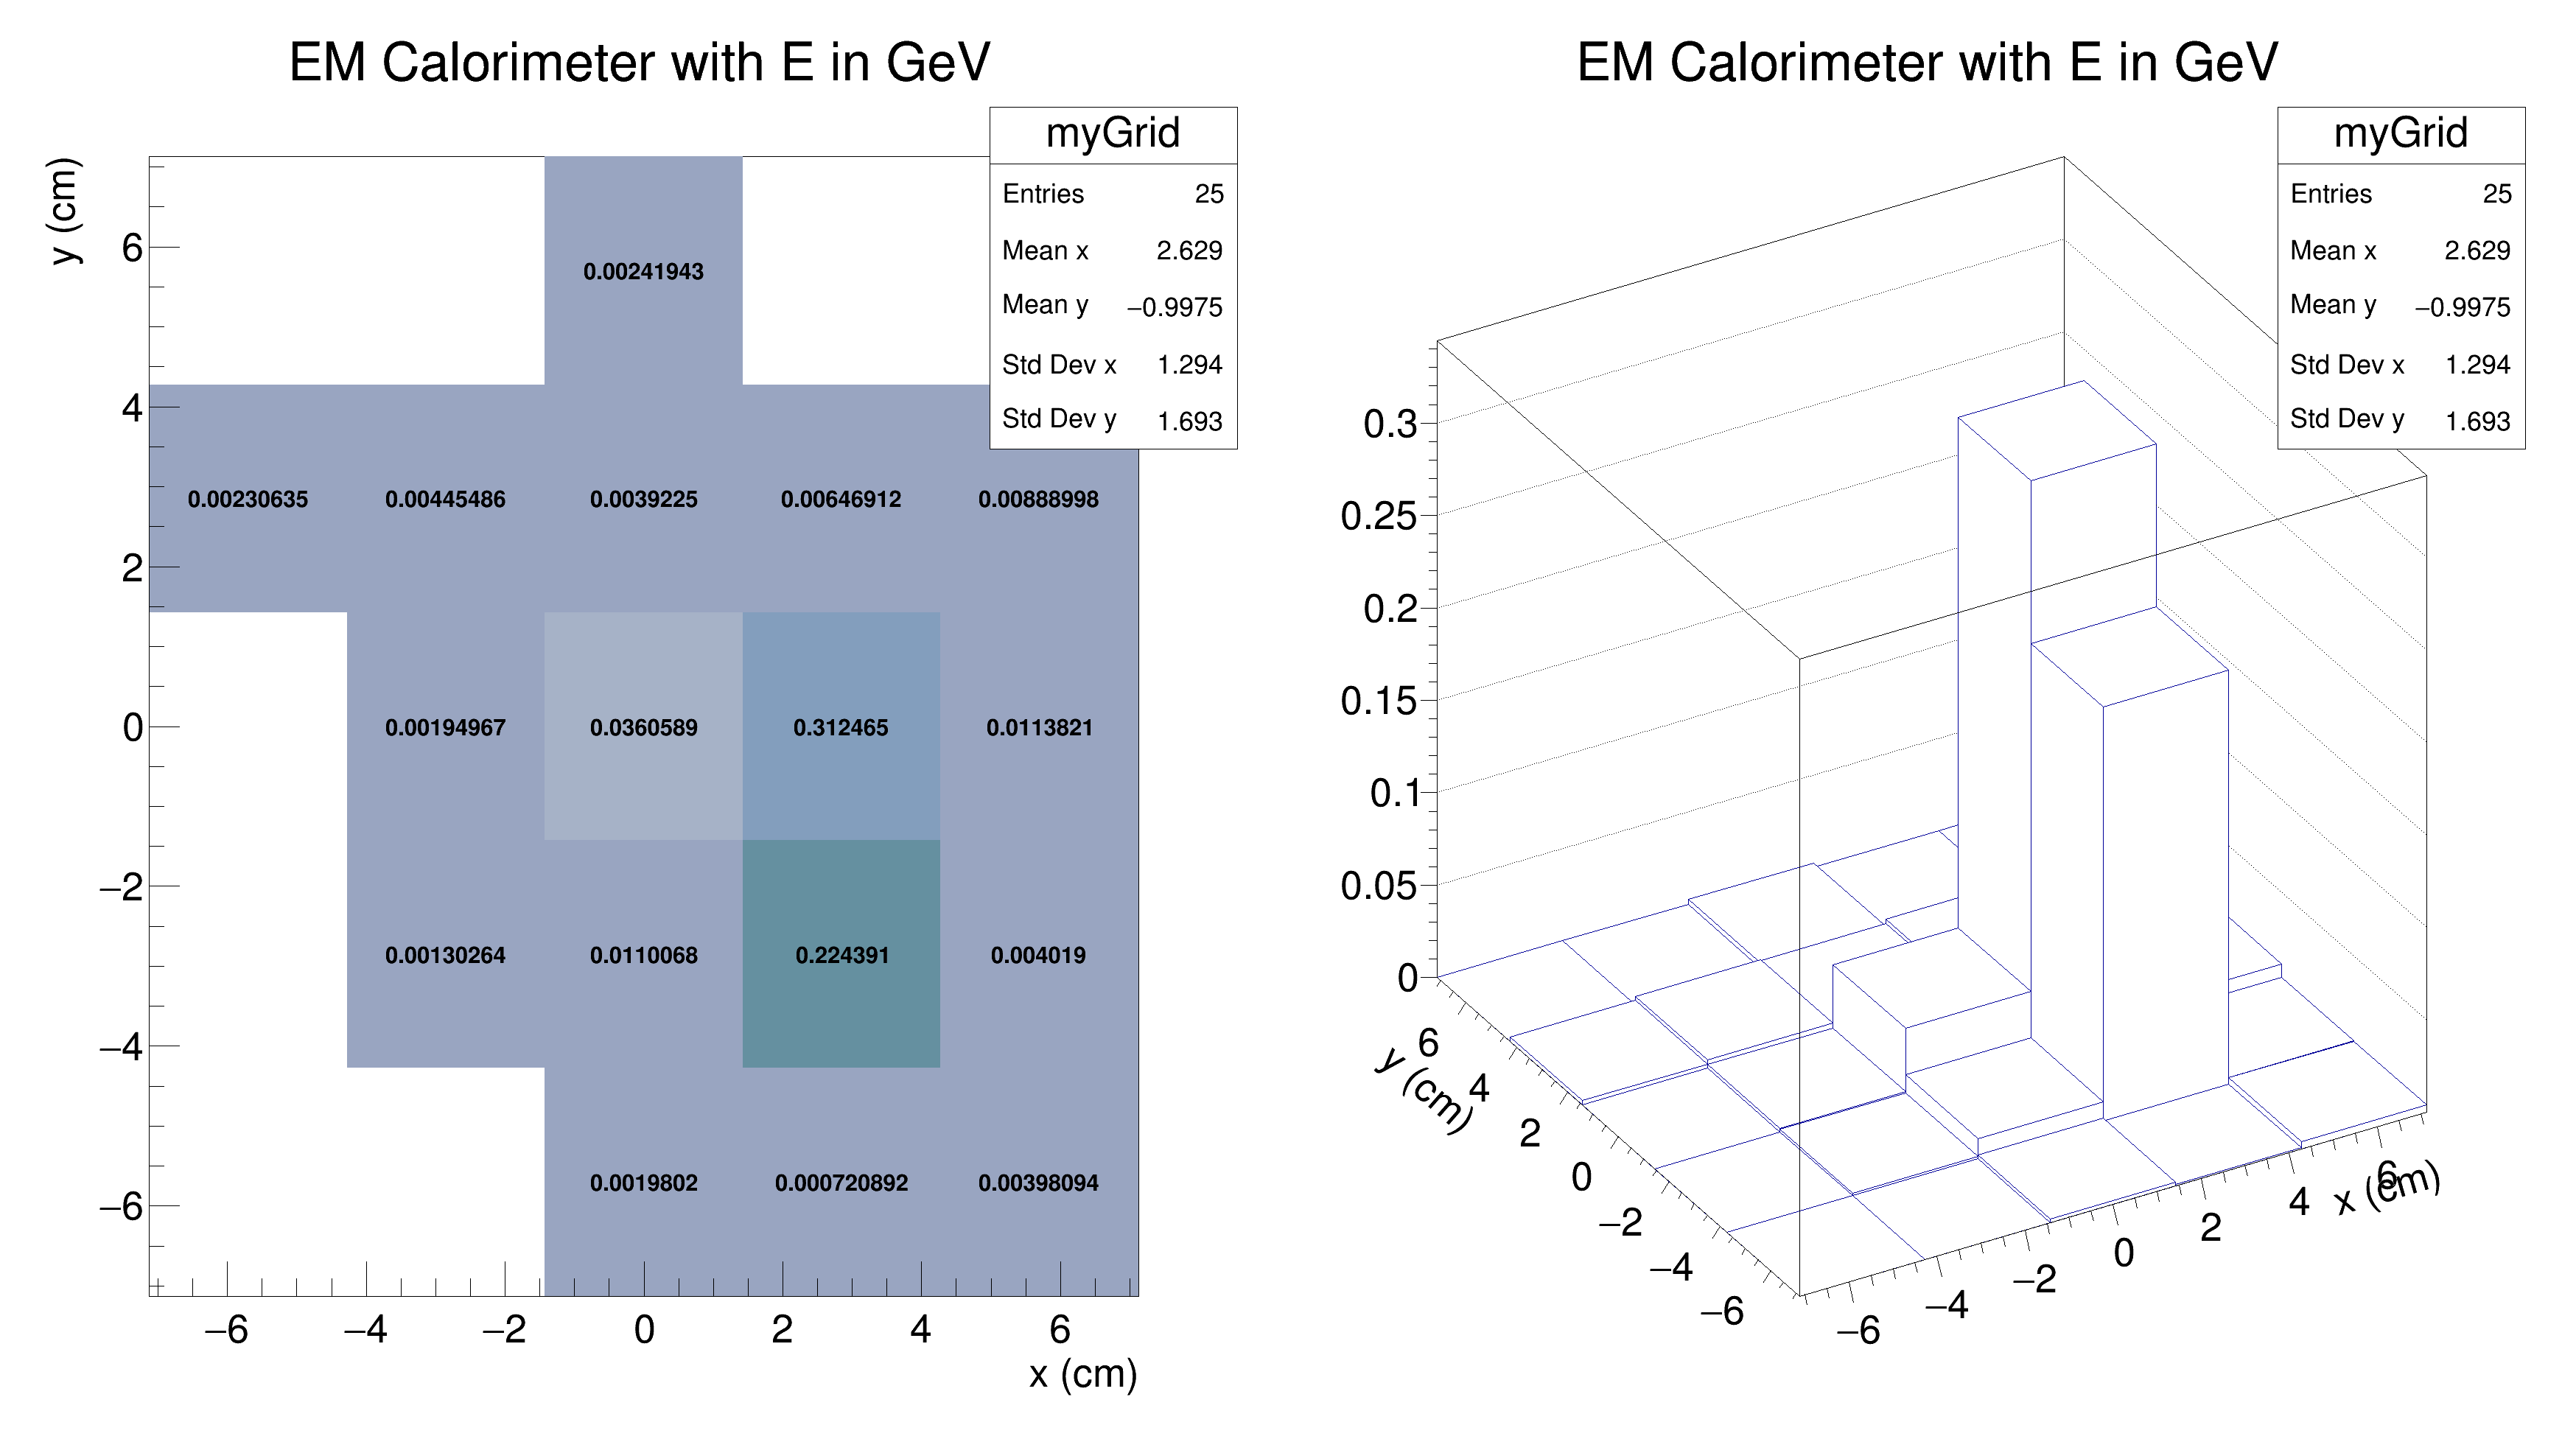 EM Calorimeter with E in GeV
myGrid
Entries 25
Mean x 2.629
Mean y −0.9975
Std Dev x 1.294
Std Dev y 1.693
y (cm)
6
4
2
0
−2
−4
−6
0.00241943
0.00230635 0.00445486 0.0039225 0.00646912 0.00888998
0.00194967 0.0360589 0.312465 0.0113821
0.00130264 0.0110068 0.224391 0.004019
0.0019802 0.000720892 0.00398094
−6 −4 −2 0 2 4 6
x (cm)
EM Calorimeter with E in GeV
myGrid
Entries 25
Mean x 2.629
Mean y −0.9975
Std Dev x 1.294
Std Dev y 1.693
0.3
0.25
0.2
0.15
0.1
0.05
0
y (cm)
6
4
2
0
−2
−4
−6
−6 −4 −2 0 2 4 6
x (cm)